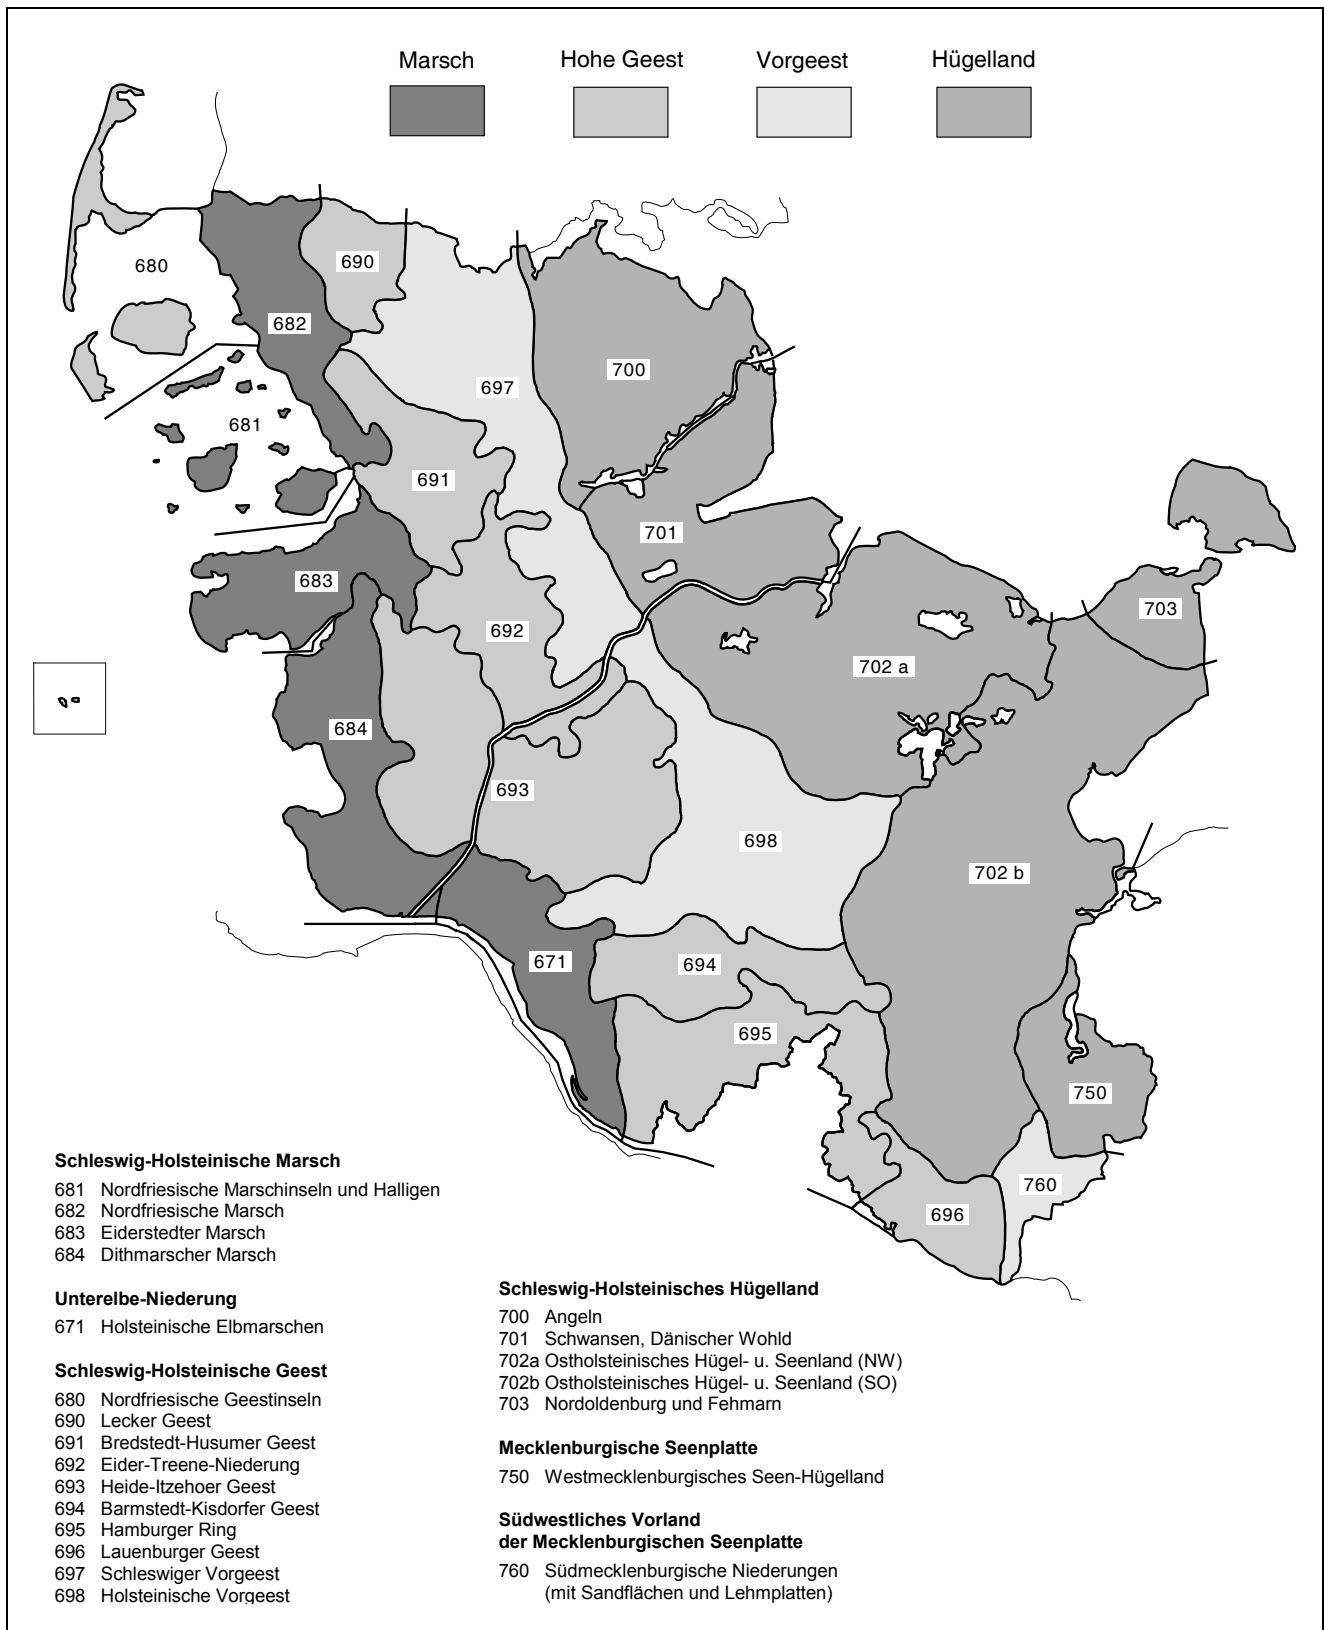 Marsch Hohe Geest Vorgeest Hügelland
680
690
682
700
697
681
691
701
683
703
692
702 a
684
693
698
702 b
671
694
695
750
760
696
Schleswig-Holsteinische Marsch
681 Nordfriesische Marschinseln und Halligen
682 Nordfriesische Marsch
683 Eiderstedter Marsch
684 Dithmarscher Marsch
Unterelbe-Niederung
671 Holsteinische Elbmarschen
Schleswig-Holsteinische Geest
680 Nordfriesische Geestinseln
690 Lecker Geest
691 Bredstedt-Husumer Geest
692 Eider-Treene-Niederung
693 Heide-Itzehoer Geest
694 Barmstedt-Kisdorfer Geest
695 Hamburger Ring
696 Lauenburger Geest
697 Schleswiger Vorgeest
698 Holsteinische Vorgeest
Schleswig-Holsteinisches Hügelland
700 Angeln
701 Schwansen, Dänischer Wohld
702a Ostholsteinisches Hügel- u. Seenland (NW)
702b Ostholsteinisches Hügel- u. Seenland (SO)
703 Nordoldenburg und Fehmarn
Mecklenburgische Seenplatte
750 Westmecklenburgisches Seen-Hügelland
Südwestliches Vorland
der Mecklenburgischen Seenplatte
760 Südmecklenburgische Niederungen
(mit Sandflächen und Lehmplatten)